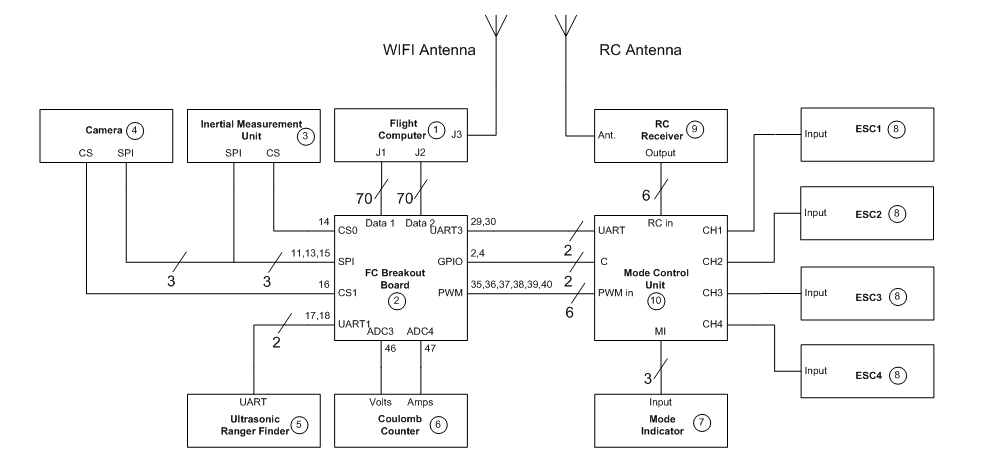 WIFI Antenna
RC Antenna
Camera 4
CS SPI
Inertial Measurement
Unit 3
SPI CS
Flight
Computer 1
J3
J1 J2
RC
Receiver 9
Ant.
Output
Input ESC1 8
Input ESC2 8
Input ESC3 8
Input ESC4 8
70 70
6
14
11,13,15
16
17,18
3 3
2
Data 1 Data 2
CS0
SPI
CS1
UART1
UART3
GPIO
PWM
FC Breakout
Board
2
ADC3 ADC4
46 47
29,30
2,4
35,36,37,38,39,40
2
2
6
RC in
UART
C
PWM in
CH1
CH2
CH3
CH4
Mode Control
Unit
10
MI
3
UART
Ultrasonic
Ranger Finder 5
Volts Amps
Coulomb
Counter 6
Input
Mode
Indicator 7